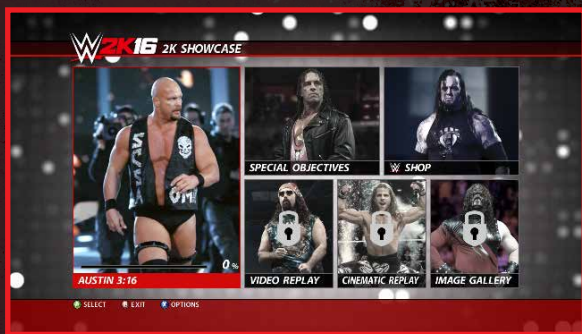 W 2K16 2K SHOWCASE
SPECIAL OBJECTIVES
W SHOP
0 %
AUSTIN 3:16
VIDEO REPLAY
CINEMATIC REPLAY
IMAGE GALLERY
A SELECT B EXIT X OPTIONS